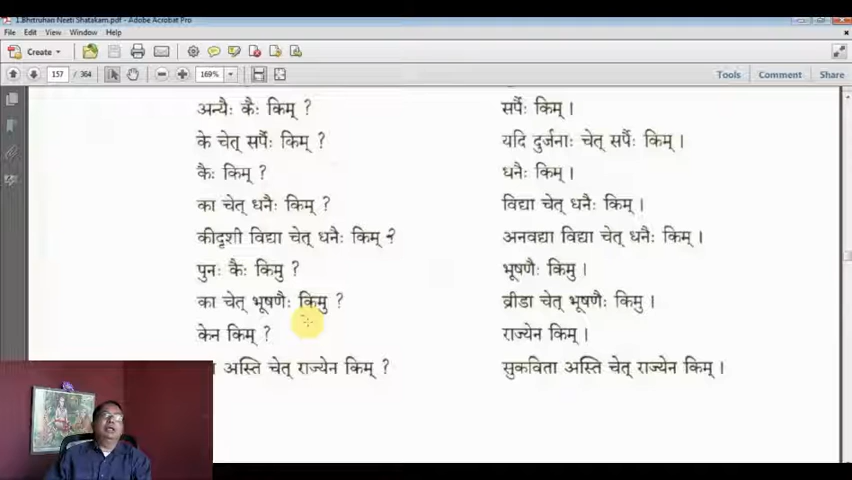 1.Bhitruhari Neeti Shatakam.pdf - Adobe Acrobat Pro
File Edit View Window Help
Create
157 / 364 169% Tools Comment Share
अन्यैः कैः किम् ? सर्पैः किम् ।
के चेत् सर्पैः किम् ? यदि दुर्जनाः चेत् सर्पैः किम् ।
कैः किम् ? धनैः किम् ।
का चेत् धनैः किम् ? विद्या चेत् धनैः किम् ।
कीदृशी विद्या चेत् धनैः किम् ? अनवद्या विद्या चेत् धनैः किम् ।
पुनः कैः किमु ? भूषणैः किमु ।
का चेत् भूषणैः किमु ? व्रीडा चेत् भूषणैः किमु ।
केन किम् ? राज्येन किम् ।
अस्ति चेत् राज्येन किम् ? सुकविता अस्ति चेत् राज्येन किम् ।